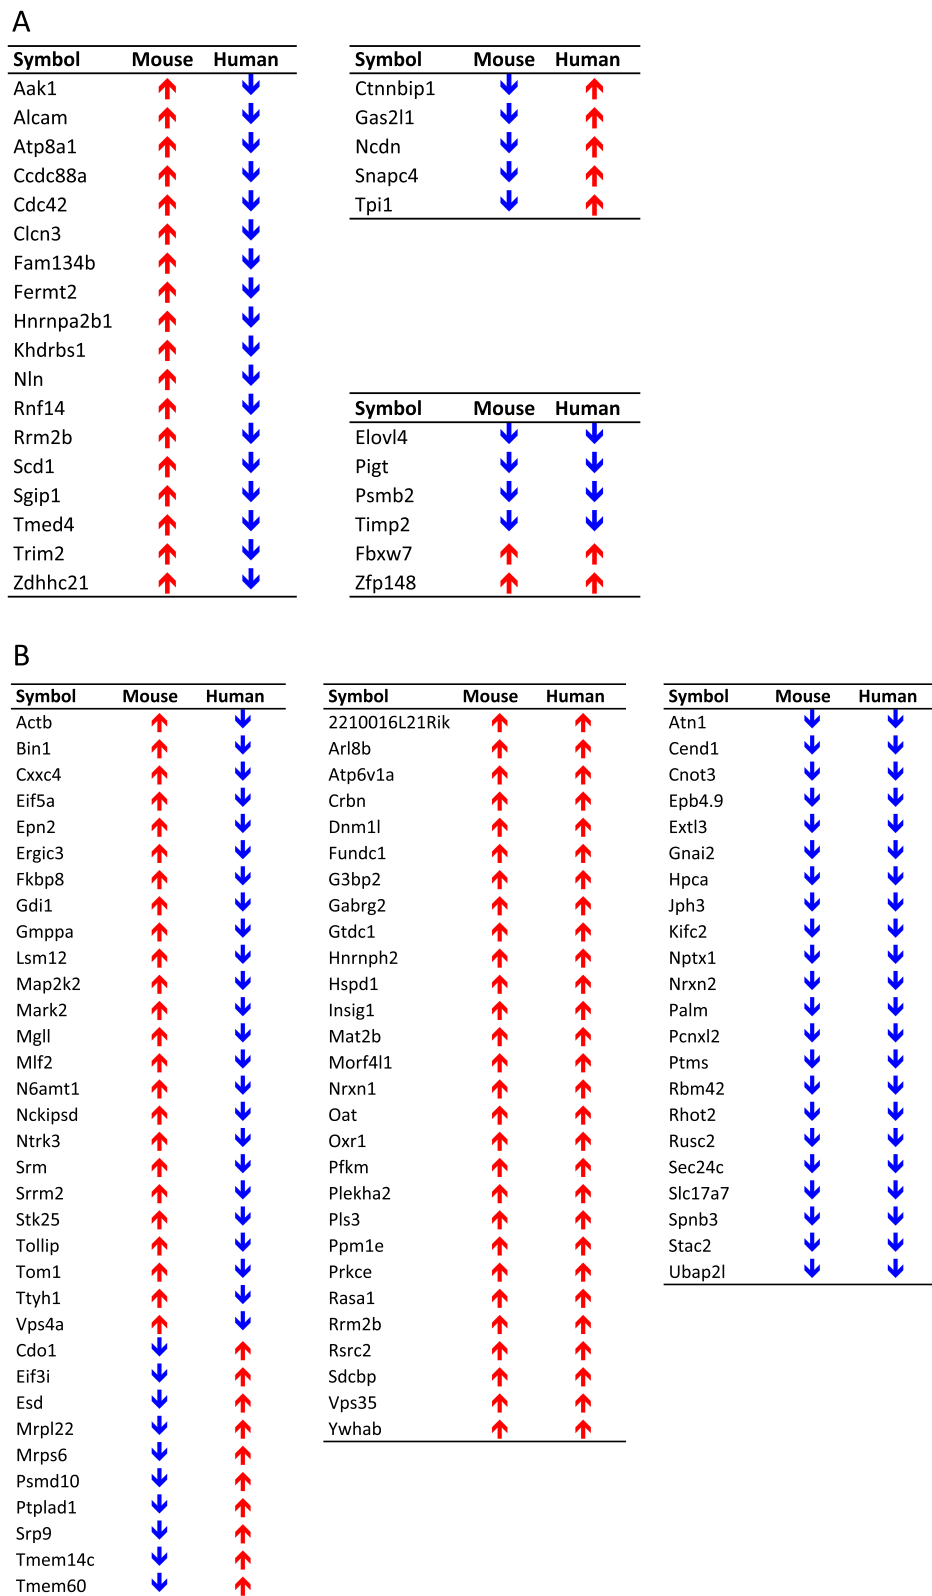 A
Symbol Mouse Human
Aak1 ↑ ↓
Alcam ↑ ↓
Atp8a1 ↑ ↓
Ccdc88a ↑ ↓
Cdc42 ↑ ↓
Clcn3 ↑ ↓
Fam134b ↑ ↓
Fermt2 ↑ ↓
Hnrnpa2b1 ↑ ↓
Khdrbs1 ↑ ↓
Nln ↑ ↓
Rnf14 ↑ ↓
Rrm2b ↑ ↓
Scd1 ↑ ↓
Sgip1 ↑ ↓
Tmed4 ↑ ↓
Trim2 ↑ ↓
Zdhhc21 ↑ ↓
Symbol Mouse Human
Ctnnbip1 ↓ ↑
Gas2l1 ↓ ↑
Ncdn ↓ ↑
Snapc4 ↓ ↑
Tpi1 ↓ ↑
Symbol Mouse Human
Elovl4 ↓ ↓
Pigt ↓ ↓
Psmb2 ↓ ↓
Timp2 ↓ ↓
Fbxw7 ↑ ↑
Zfp148 ↑ ↑
B
Symbol Mouse Human
Actb ↑ ↓
Bin1 ↑ ↓
Cxxc4 ↑ ↓
Eif5a ↑ ↓
Epn2 ↑ ↓
Ergic3 ↑ ↓
Fkbp8 ↑ ↓
Gdi1 ↑ ↓
Gmppa ↑ ↓
Lsm12 ↑ ↓
Map2k2 ↑ ↓
Mark2 ↑ ↓
Mgll ↑ ↓
Mlf2 ↑ ↓
N6amt1 ↑ ↓
Nckipsd ↑ ↓
Ntrk3 ↑ ↓
Srm ↑ ↓
Srrm2 ↑ ↓
Stk25 ↑ ↓
Tollip ↑ ↓
Tom1 ↑ ↓
Ttyh1 ↑ ↓
Vps4a ↑ ↓
Cdo1 ↓ ↑
Eif3i ↓ ↑
Esd ↓ ↑
Mrpl22 ↓ ↑
Mrps6 ↓ ↑
Psmd10 ↓ ↑
Ptplad1 ↓ ↑
Srp9 ↓ ↑
Tmem14c ↓ ↑
Tmem60 ↓ ↑
Symbol Mouse Human
2210016L21Rik ↑ ↑
Arl8b ↑ ↑
Atp6v1a ↑ ↑
Crbn ↑ ↑
Dnm1l ↑ ↑
Fundc1 ↑ ↑
G3bp2 ↑ ↑
Gabrg2 ↑ ↑
Gtdc1 ↑ ↑
Hnrnph2 ↑ ↑
Hspd1 ↑ ↑
Insig1 ↑ ↑
Mat2b ↑ ↑
Morf4l1 ↑ ↑
Nrxn1 ↑ ↑
Oat ↑ ↑
Oxr1 ↑ ↑
Pfkm ↑ ↑
Plekha2 ↑ ↑
Pls3 ↑ ↑
Ppm1e ↑ ↑
Prkce ↑ ↑
Rasa1 ↑ ↑
Rrm2b ↑ ↑
Rsrc2 ↑ ↑
Sdcbp ↑ ↑
Vps35 ↑ ↑
Ywhab ↑ ↑
Symbol Mouse Human
Atn1 ↓ ↓
Cend1 ↓ ↓
Cnot3 ↓ ↓
Epb4.9 ↓ ↓
Extl3 ↓ ↓
Gnai2 ↓ ↓
Hpca ↓ ↓
Jph3 ↓ ↓
Kifc2 ↓ ↓
Nptx1 ↓ ↓
Nrxn2 ↓ ↓
Palm ↓ ↓
Pcnxl2 ↓ ↓
Ptms ↓ ↓
Rbm42 ↓ ↓
Rhot2 ↓ ↓
Rusc2 ↓ ↓
Sec24c ↓ ↓
Slc17a7 ↓ ↓
Spnb3 ↓ ↓
Stac2 ↓ ↓
Ubap2l ↓ ↓